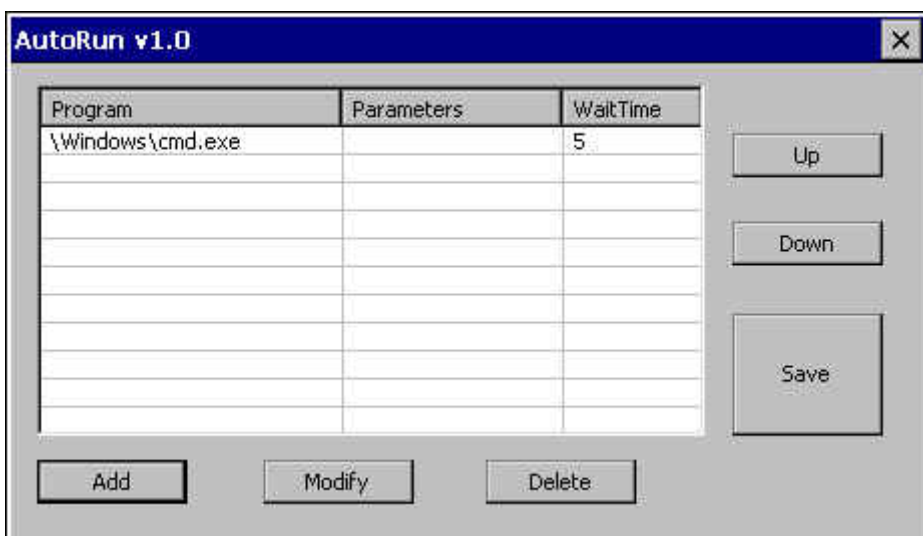 AutoRun v1.0
Program Parameters WaitTime
\Windows\cmd.exe 5
Up
Down
Save
Add Modify Delete